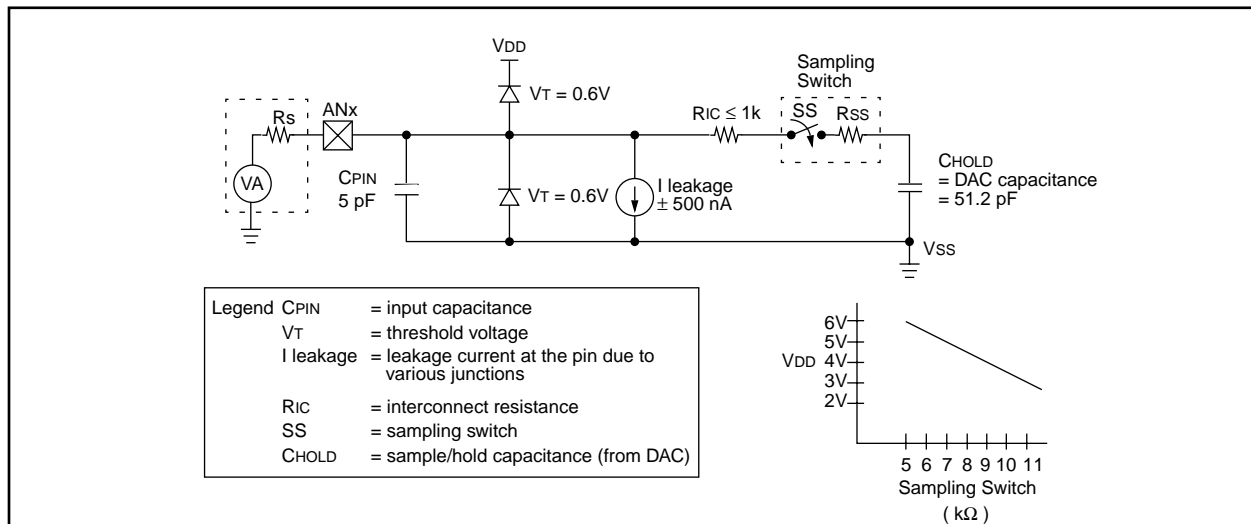 VDD
Sampling
Switch
VT = 0.6V
ANx
RS
RIC ≤ 1k
SS
RSS
VA
CPIN
5 pF
VT = 0.6V
I leakage
± 500 nA
CHOLD
= DAC capacitance
= 51.2 pF
VSS
Legend CPIN = input capacitance
VT = threshold voltage
I leakage = leakage current at the pin due to
various junctions
RIC = interconnect resistance
SS = sampling switch
CHOLD = sample/hold capacitance (from DAC)
6V
5V
VDD 4V
3V
2V
5 6 7 8 9 10 11
Sampling Switch
( kΩ )